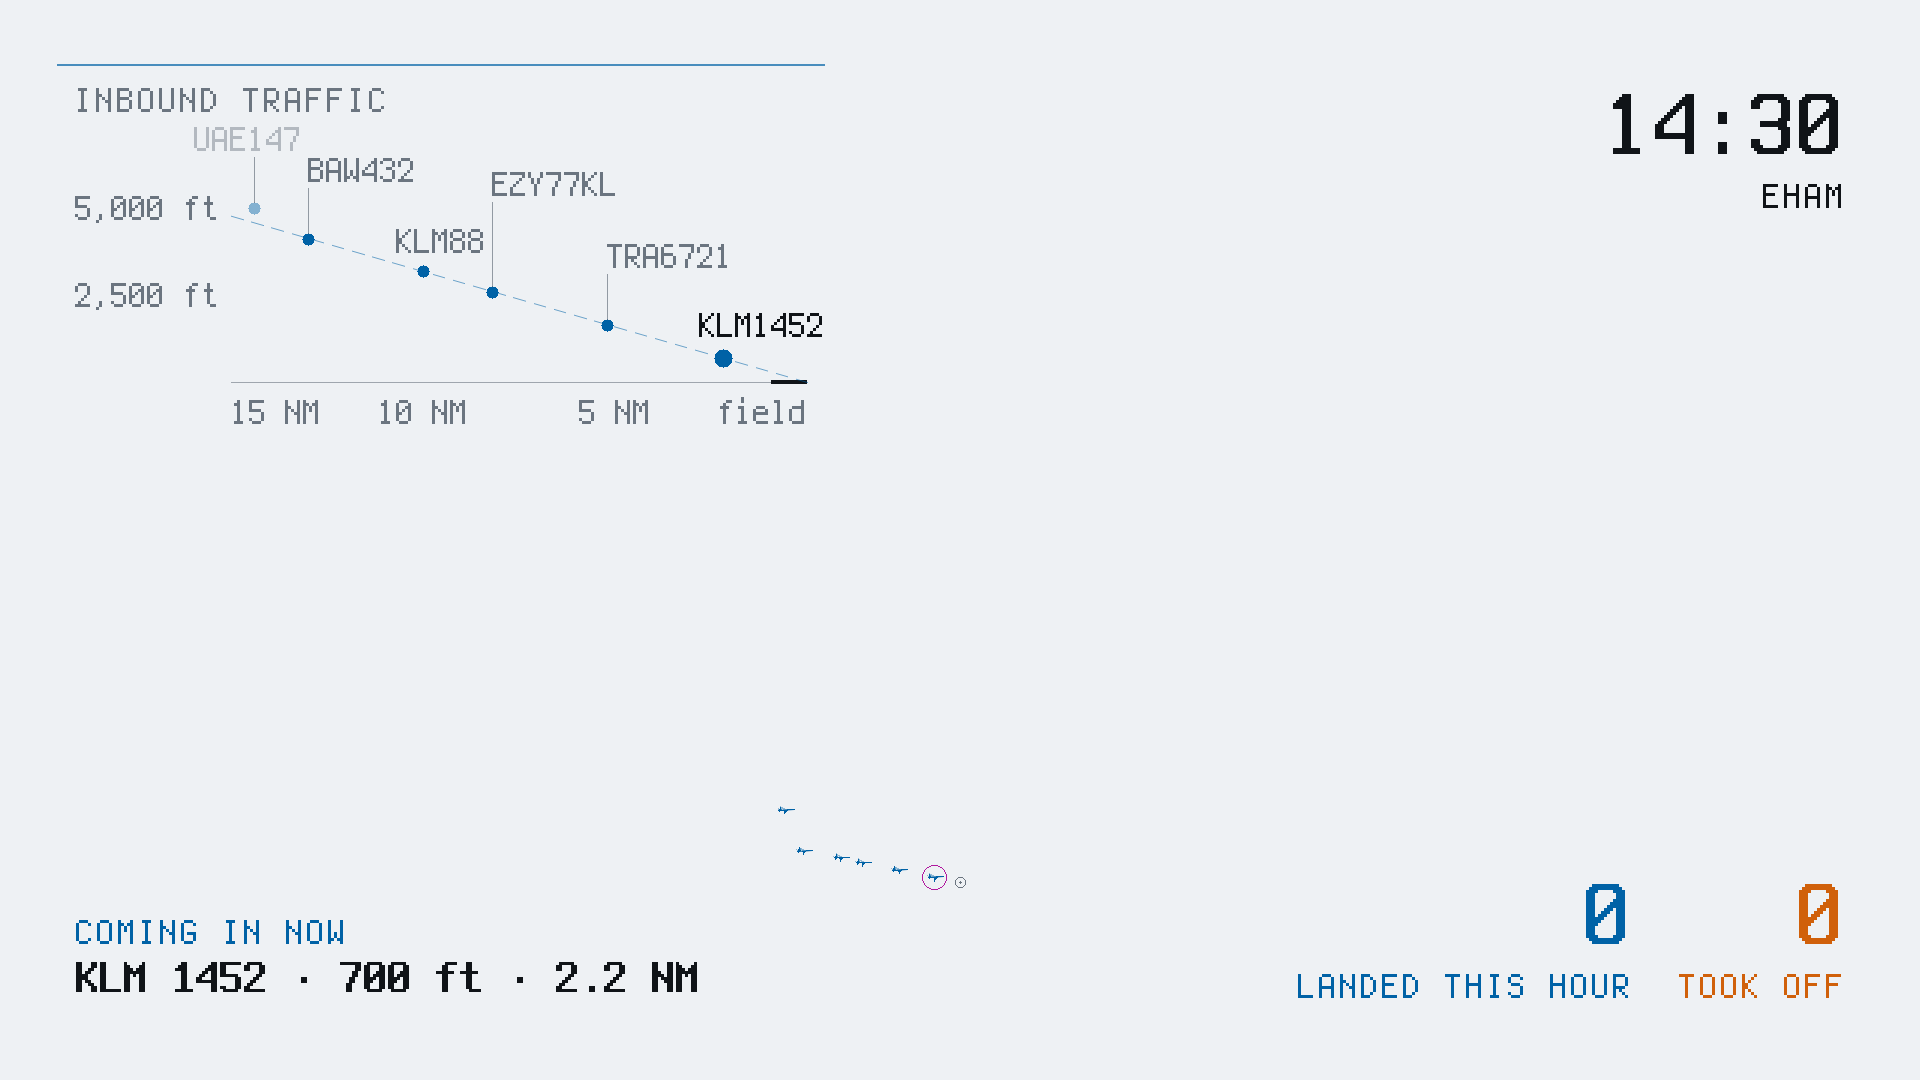 INBOUND TRAFFIC
UAE147
BAW432
EZY77KL
5,000 ft
KLM88
TRA6721
2,500 ft
KLM1452
15 NM 10 NM 5 NM field
14:30
EHAM
COMING IN NOW
KLM 1452 · 700 ft · 2.2 NM
0 0
LANDED THIS HOUR TOOK OFF